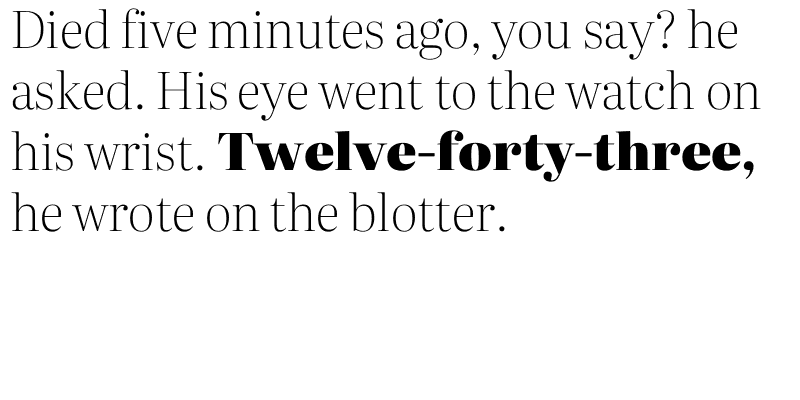 Died five minutes ago, you say? he
asked. His eye went to the watch on
his wrist. Twelve-forty-three,
he wrote on the blotter.